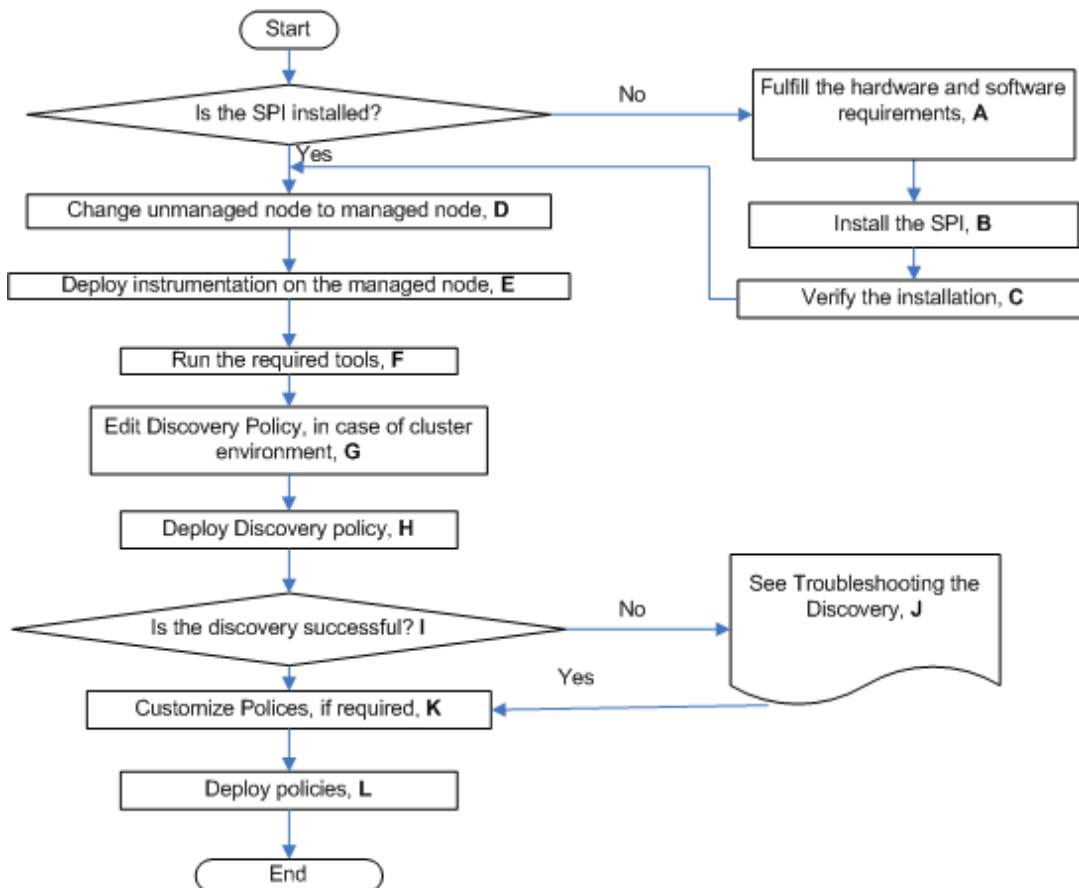 Start
Is the SPI installed?
No
Fulfill the hardware and software
requirements, A
Yes
Install the SPI, B
Change unmanaged node to managed node, D
Deploy instrumentation on the managed node, E
Verify the installation, C
Run the required tools, F
Edit Discovery Policy, in case of cluster
environment, G
Deploy Discovery policy, H
Is the discovery successful? I
No
See Troubleshooting the
Discovery, J
Yes
Customize Polices, if required, K
Deploy policies, L
End